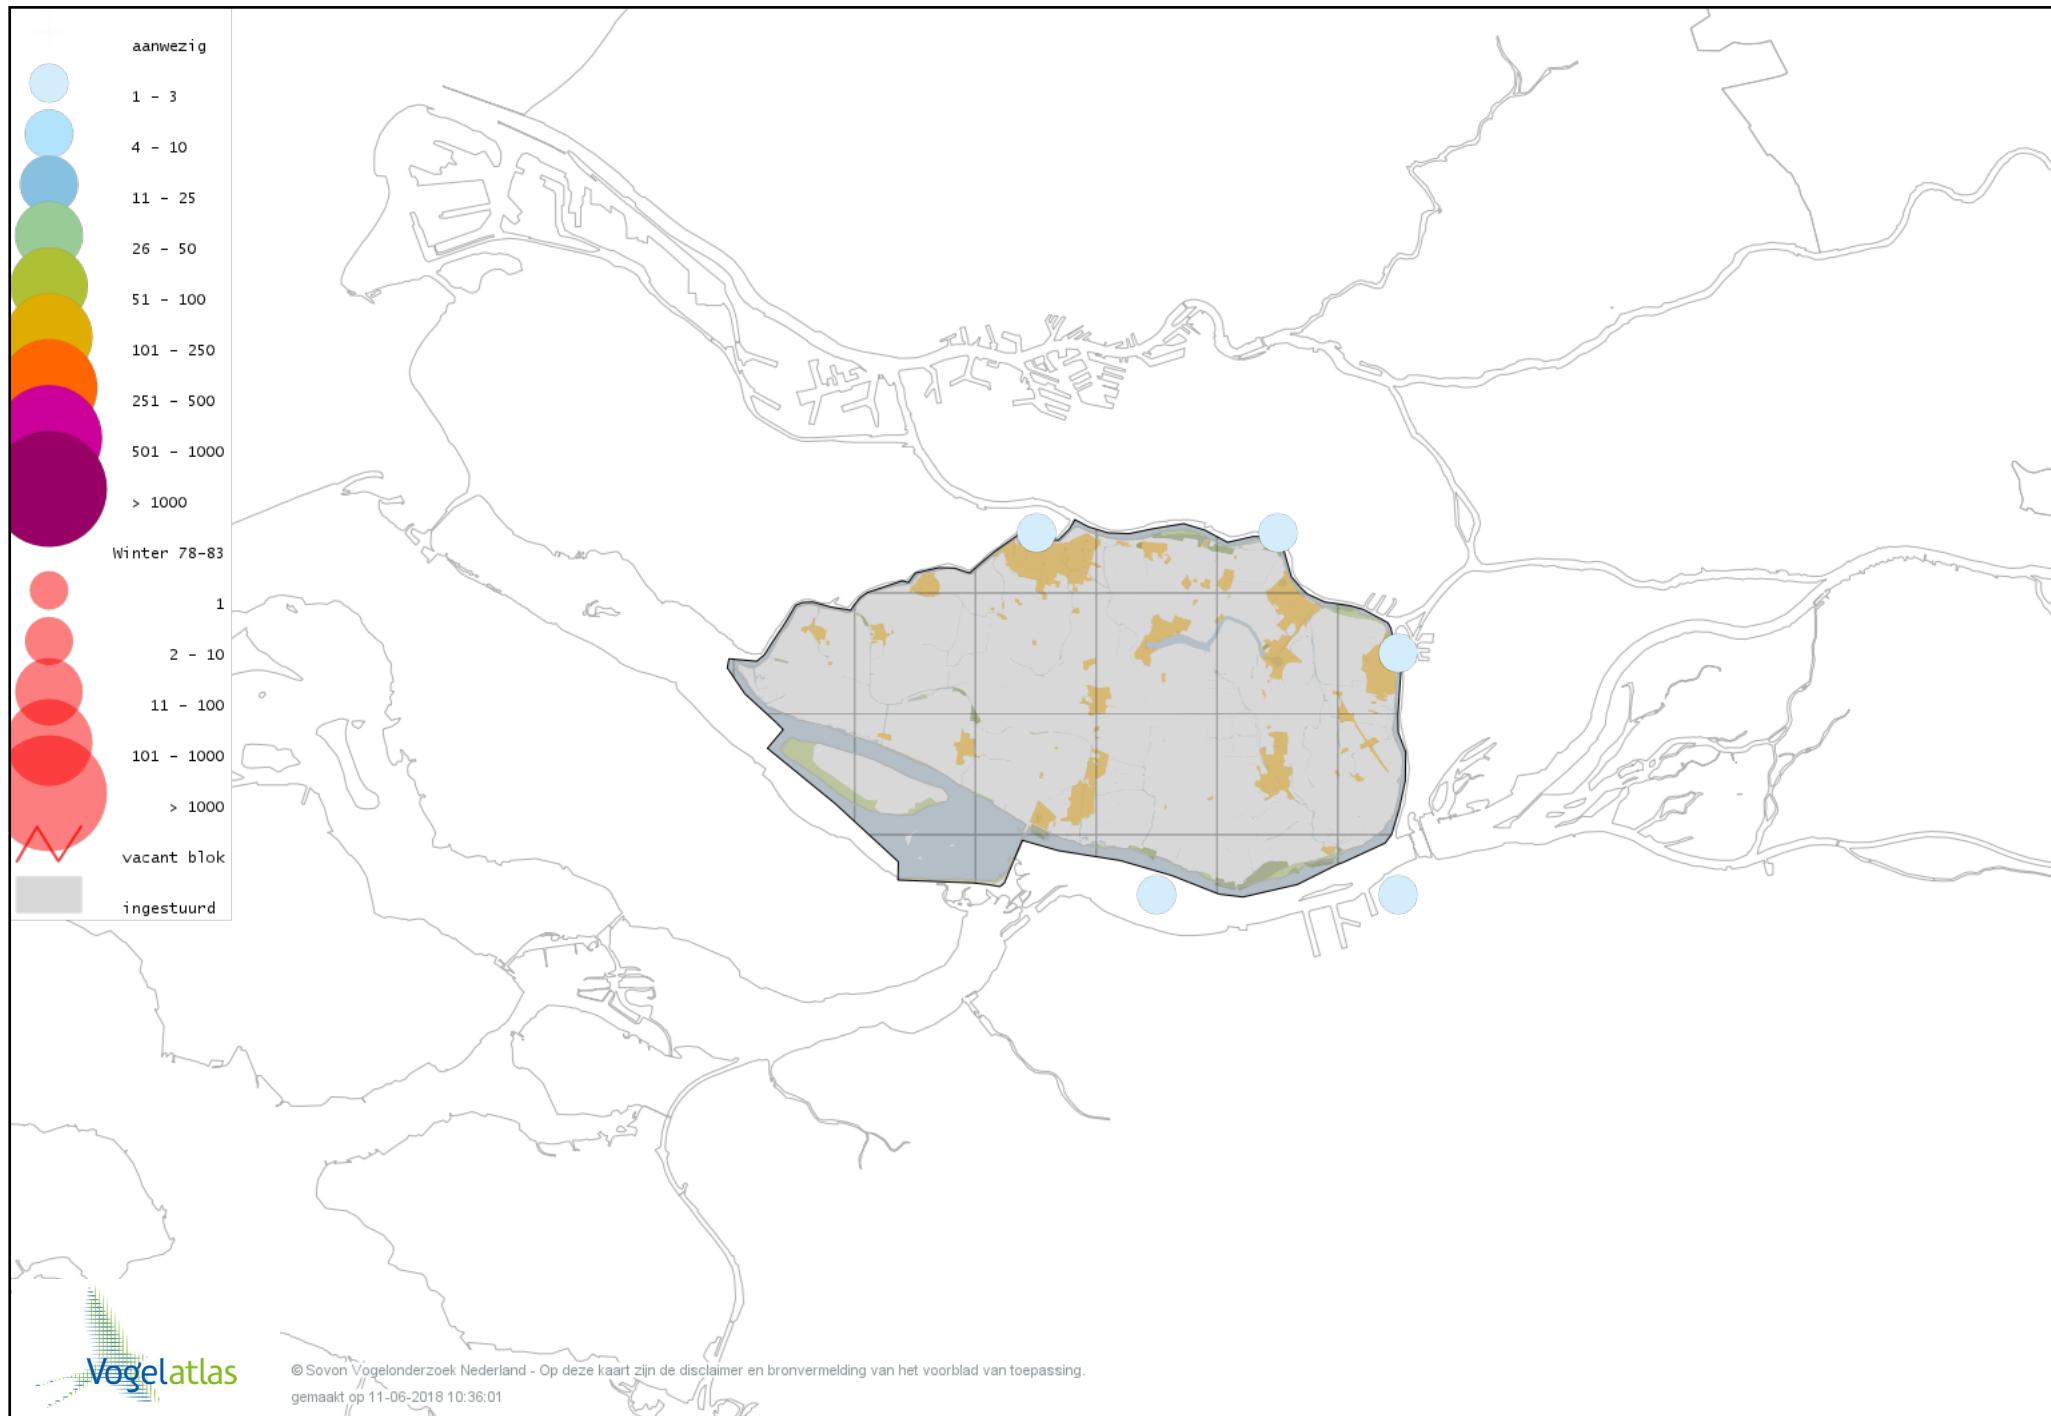 aanwezig
1 - 3
4 - 10
11 - 25
26 - 50
51 - 100
101 - 250
251 - 500
501 - 1000
> 1000
Winter 78-83
1
2 - 10
11 - 100
101 - 1000
> 1000
vacant blok
ingestuurd
Vogelatlas
© Sovon Vogelonderzoek Nederland - Op deze kaart zijn de disclaimer en bronvermelding van het voorblad van toepassing.
gemaakt op 11-06-2018 10:36:01